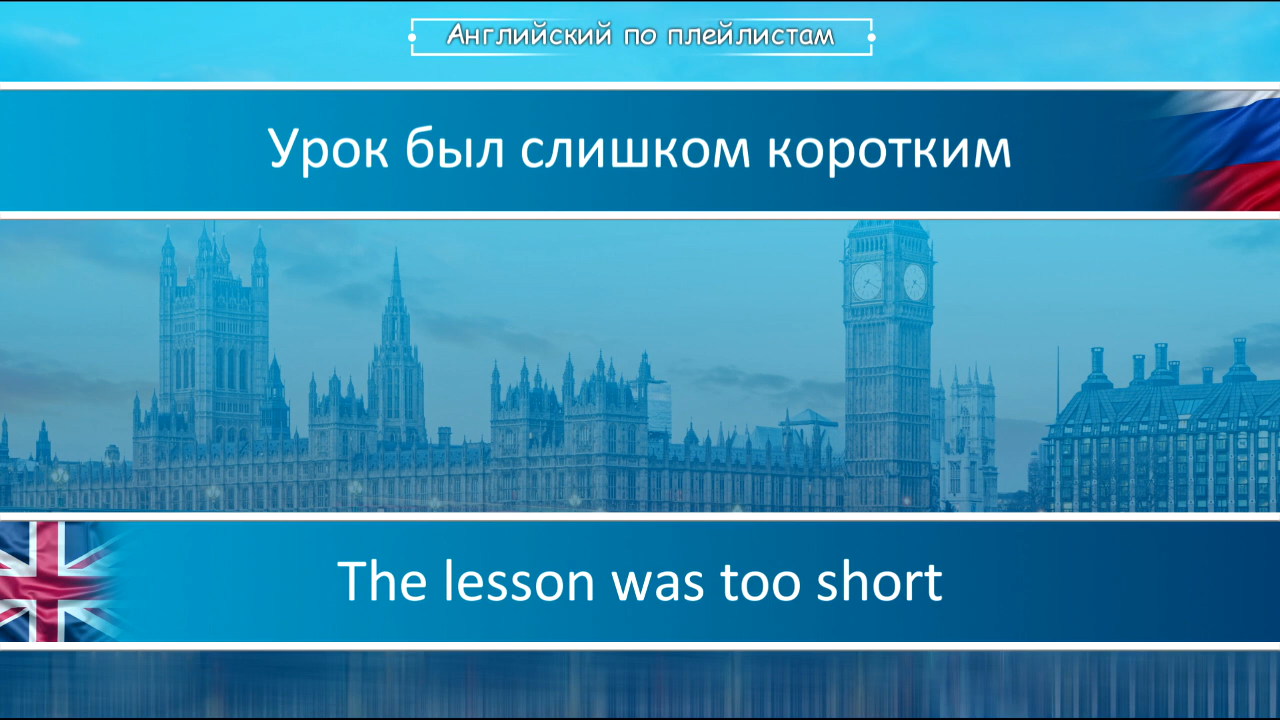 Английский по плейлистам
Урок был слишком коротким
The lesson was too short